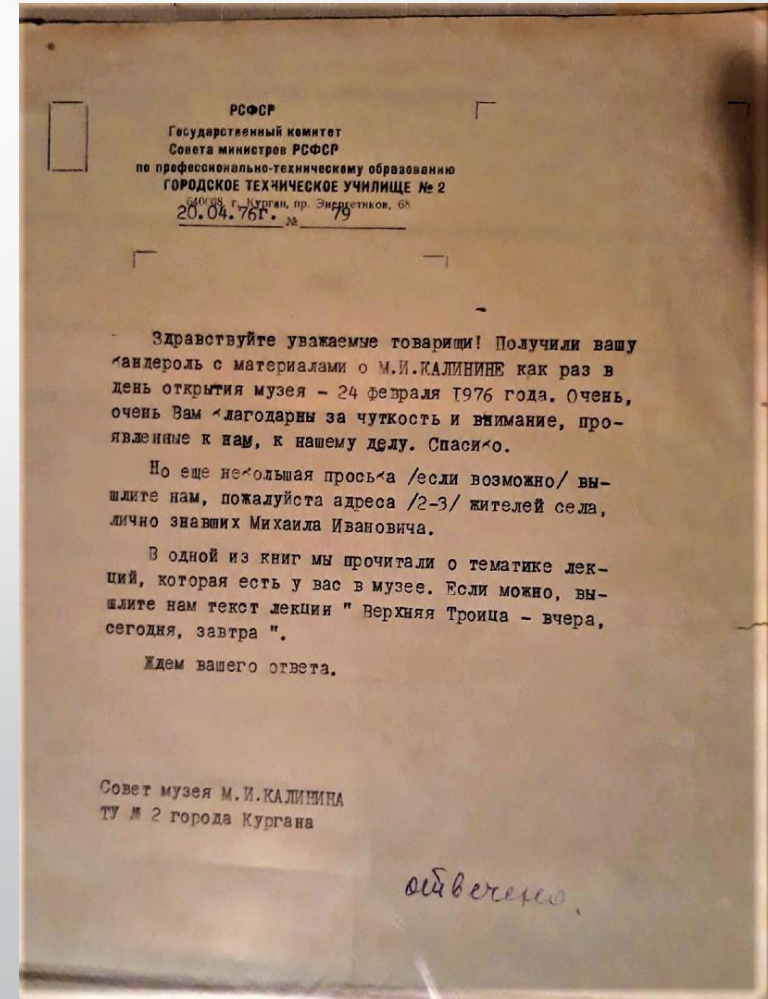 РСФСР
Государственный комитет
Совета министров РСФСР
по профессионально-техническому образованию
ГОРОДСКОЕ ТЕХНИЧЕСКОЕ УЧИЛИЩЕ № 2
640008, г. Курган, пр. Энергетиков, 68
20.04.76г. № 79
Здравствуйте уважаемые товарищи! Получили вашу
бандероль с материалами о М.И.КАЛИНИНЕ как раз в
день открытия музея - 24 февраля 1976 года. Очень,
очень Вам благодарны за чуткость и внимание, про-
явленные к нам, к нашему делу. Спасибо.
Но еще небольшая просьба /если возможно/ вы-
шлите нам, пожалуйста адреса /2-3/ жителей села,
лично знавших Михаила Ивановича.
В одной из книг мы прочитали о тематике лек-
ций, которая есть у вас в музее. Если можно, вы-
шлите нам текст лекции " Верхняя Троица - вчера,
сегодня, завтра ".
Ждем вашего ответа.
Совет музея М.И.КАЛИНИНА
ТУ № 2 города Кургана
отвечено.